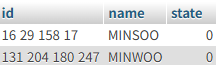 id name state
16 29 158 17 MINSOO 0
131 204 180 247 MINWOO 0